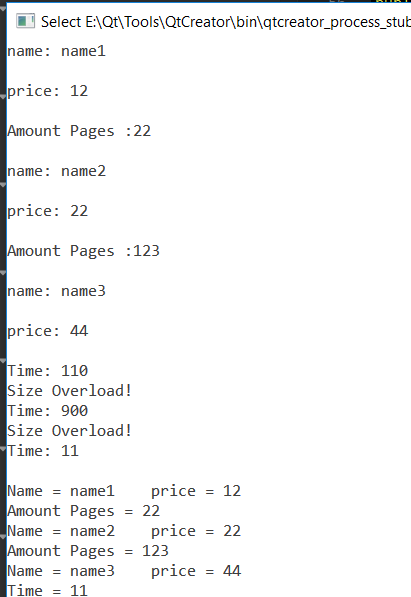 Select E:\Qt\Tools\QtCreator\bin\qtcreator_process_stub
name: name1
price: 12
Amount Pages :22
name: name2
price: 22
Amount Pages :123
name: name3
price: 44
Time: 110
Size Overload!
Time: 900
Size Overload!
Time: 11
Name = name1    price = 12
Amount Pages = 22
Name = name2    price = 22
Amount Pages = 123
Name = name3    price = 44
Time = 11